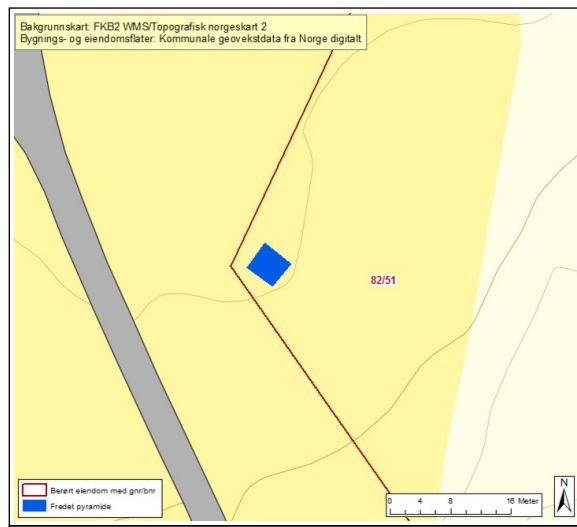 Bakgrunnskart: FKB2 WMS/Topografisk norgeskart 2
Bygnings- og eiendomsflater: Kommunale geovekstdata fra Norge digitalt
82/51
Berørt eiendom med gnr/bnr
Fredet pyramide
0 4 8 16 Meter
N